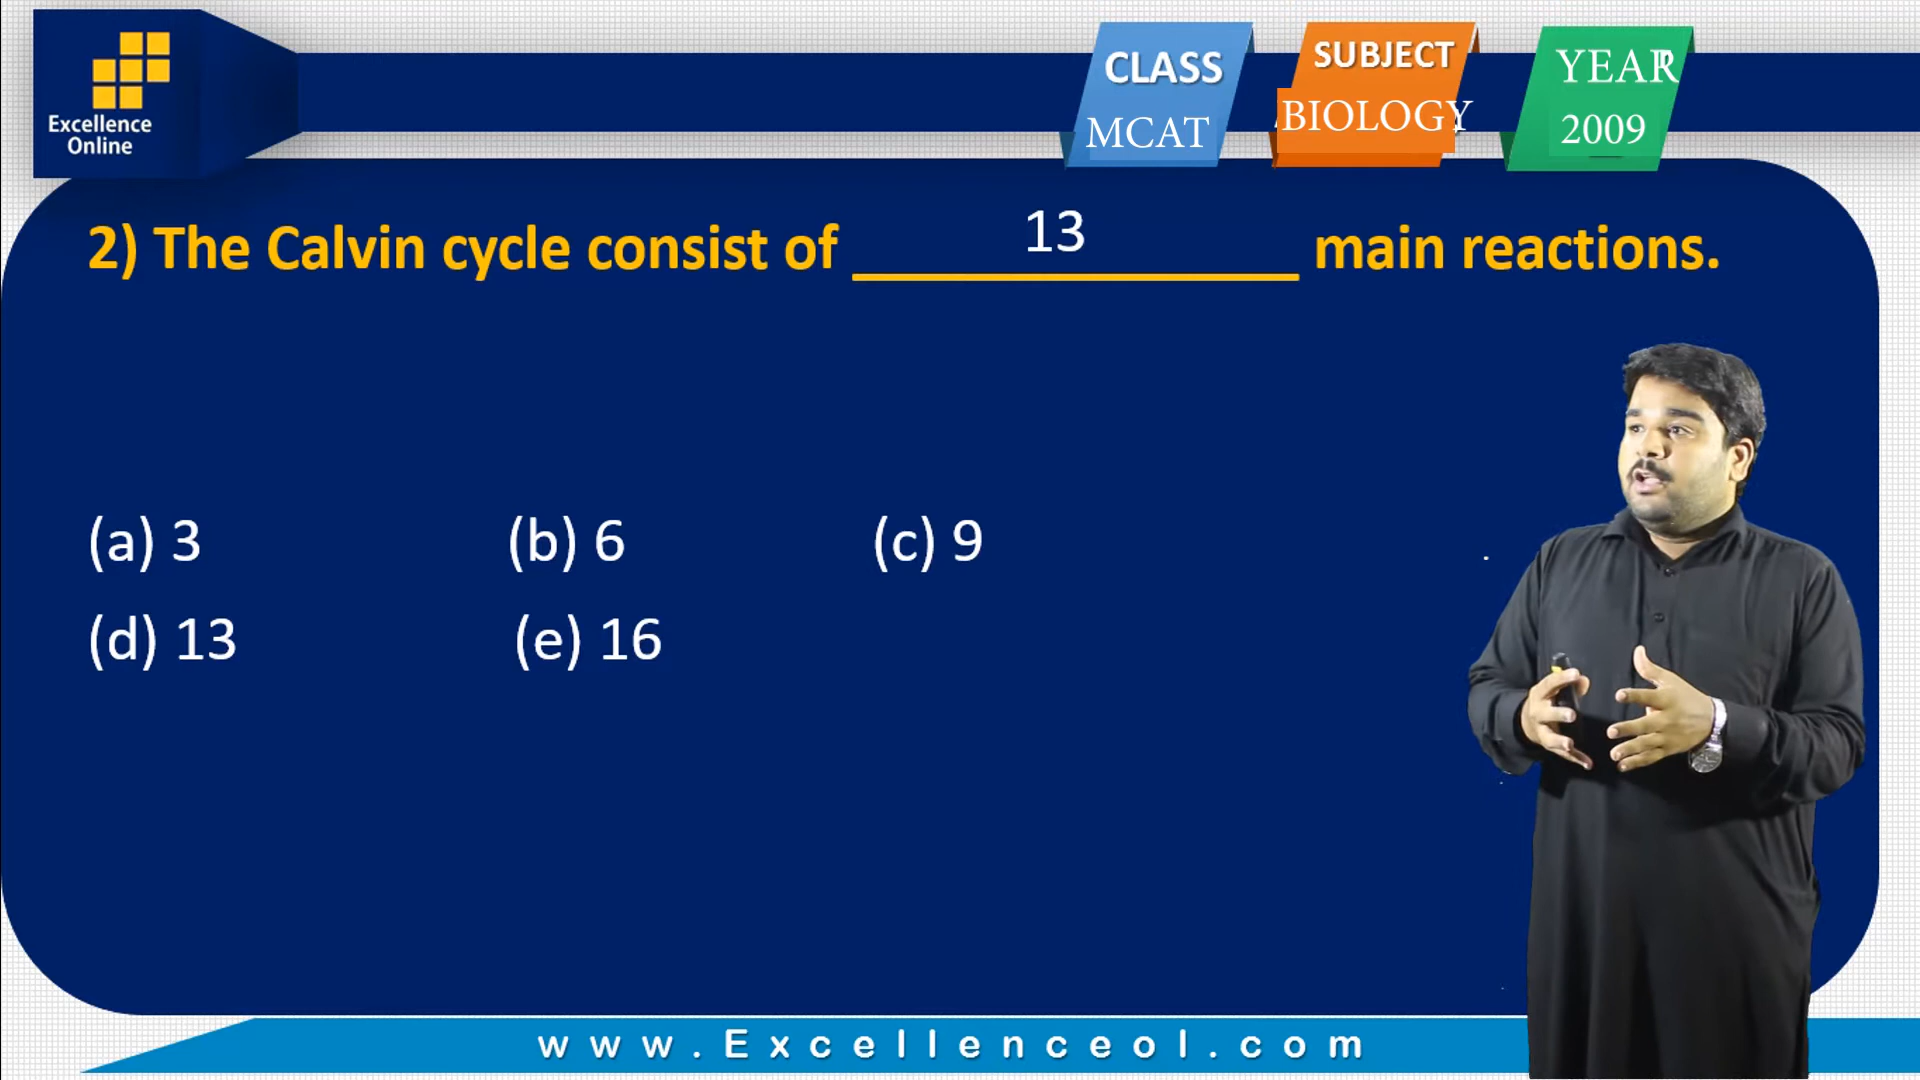 Excellence
Online
CLASS
MCAT
SUBJECT
BIOLOGY
YEAR
2009
2) The Calvin cycle consist of 13 main reactions.
(a) 3 (b) 6 (c) 9
(d) 13 (e) 16
www.Excellenceol.com